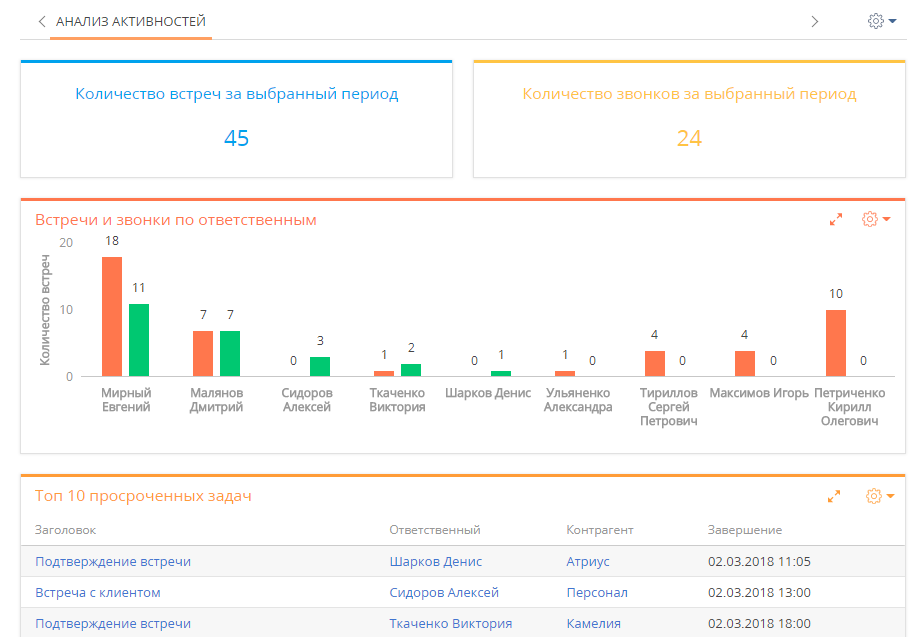 АНАЛИЗ АКТИВНОСТЕЙ
Количество встреч за выбранный период
45
Количество звонков за выбранный период
24
Встречи и звонки по ответственным
Количество встреч
20
10
0
18
11
7
7
0
3
1
2
0
1
1
0
4
0
4
0
10
0
Мирный
Евгений
Малянов
Дмитрий
Сидоров
Алексей
Ткаченко
Виктория
Шарков Денис
Ульяненко
Александра
Тириллов
Сергей
Петрович
Максимов Игорь
Петриченко
Кирилл
Олегович
Топ 10 просроченных задач
Заголовок Ответственный Контрагент Завершение
Подтверждение встречи Шарков Денис Атриус 02.03.2018 11:05
Встреча с клиентом Сидоров Алексей Персонал 02.03.2018 13:00
Подтверждение встречи Ткаченко Виктория Камелия 02.03.2018 18:00